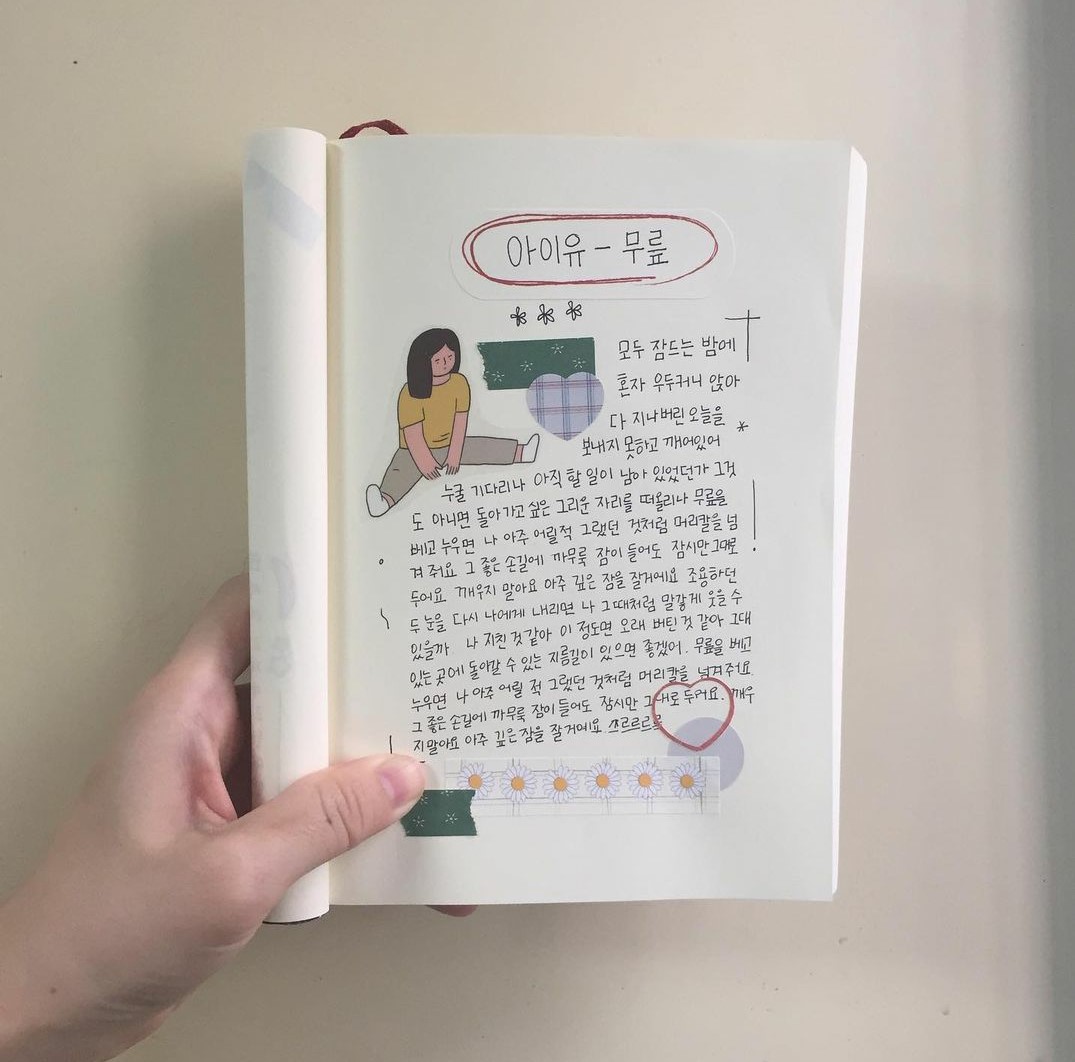 아이유 - 무릎
모두 잠드는 밤에
혼자 우두커니 앉아
다 지나버린 오늘을
보내지 못하고 깨어있어
누굴 기다리나 아직 할 일이 남아 있었던가 그것
도 아니면 돌아가고 싶은 그리운 자리를 떠올리나 무릎을
베고 누우면 나 아주 어릴적 그랬던 것처럼 머리칼을 넘
겨 줘요 그 좋은 손길에 까무룩 잠이 들어도 잠시만 그대로
두어요 깨우지 말아요 아주 깊은 잠을 잘거예요 조용하던
두 눈을 다시 나에게 내리면 나 그때처럼 말갛게 웃을 수
있을까 나 지친 것 같아 이 정도면 오래 버틴 것 같아 그대
있는 곳에 돌아갈 수 있는 지름길이 있으면 좋겠어. 무릎을 베고
누우면 나 아주 어릴 적 그랬던 것처럼 머리칼을 넘겨줘요
그 좋은 손길에 까무룩 잠이 들어도 잠시만 그대로 두어요. 깨우
지말아요 아주 깊은 잠을 잘거예요 쓰르르르륵